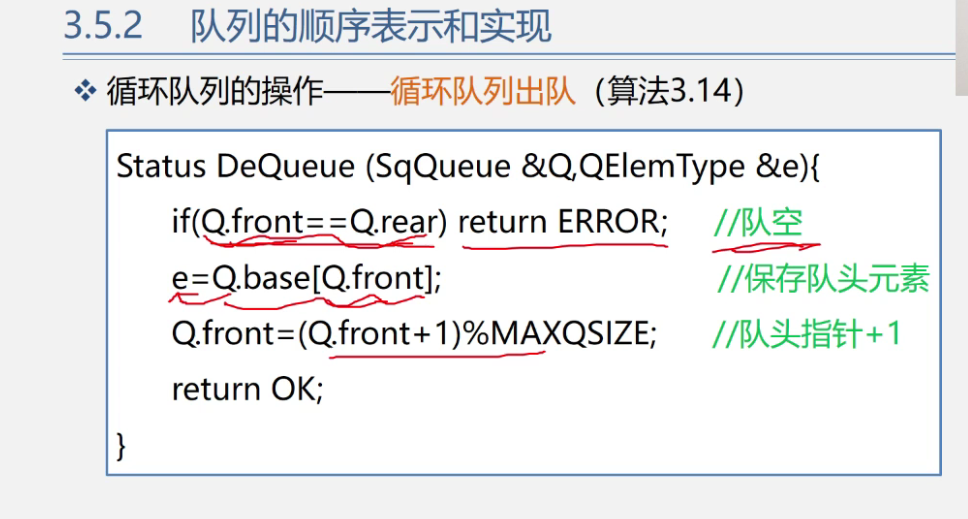 3.5.2 队列的顺序表示和实现
❖ 循环队列的操作——循环队列出队（算法3.14）
Status DeQueue (SqQueue &Q,QElemType &e){
if(Q.front==Q.rear) return ERROR; //队空
e=Q.base[Q.front]; //保存队头元素
Q.front=(Q.front+1)%MAXQSIZE; //队头指针+1
return OK;
}